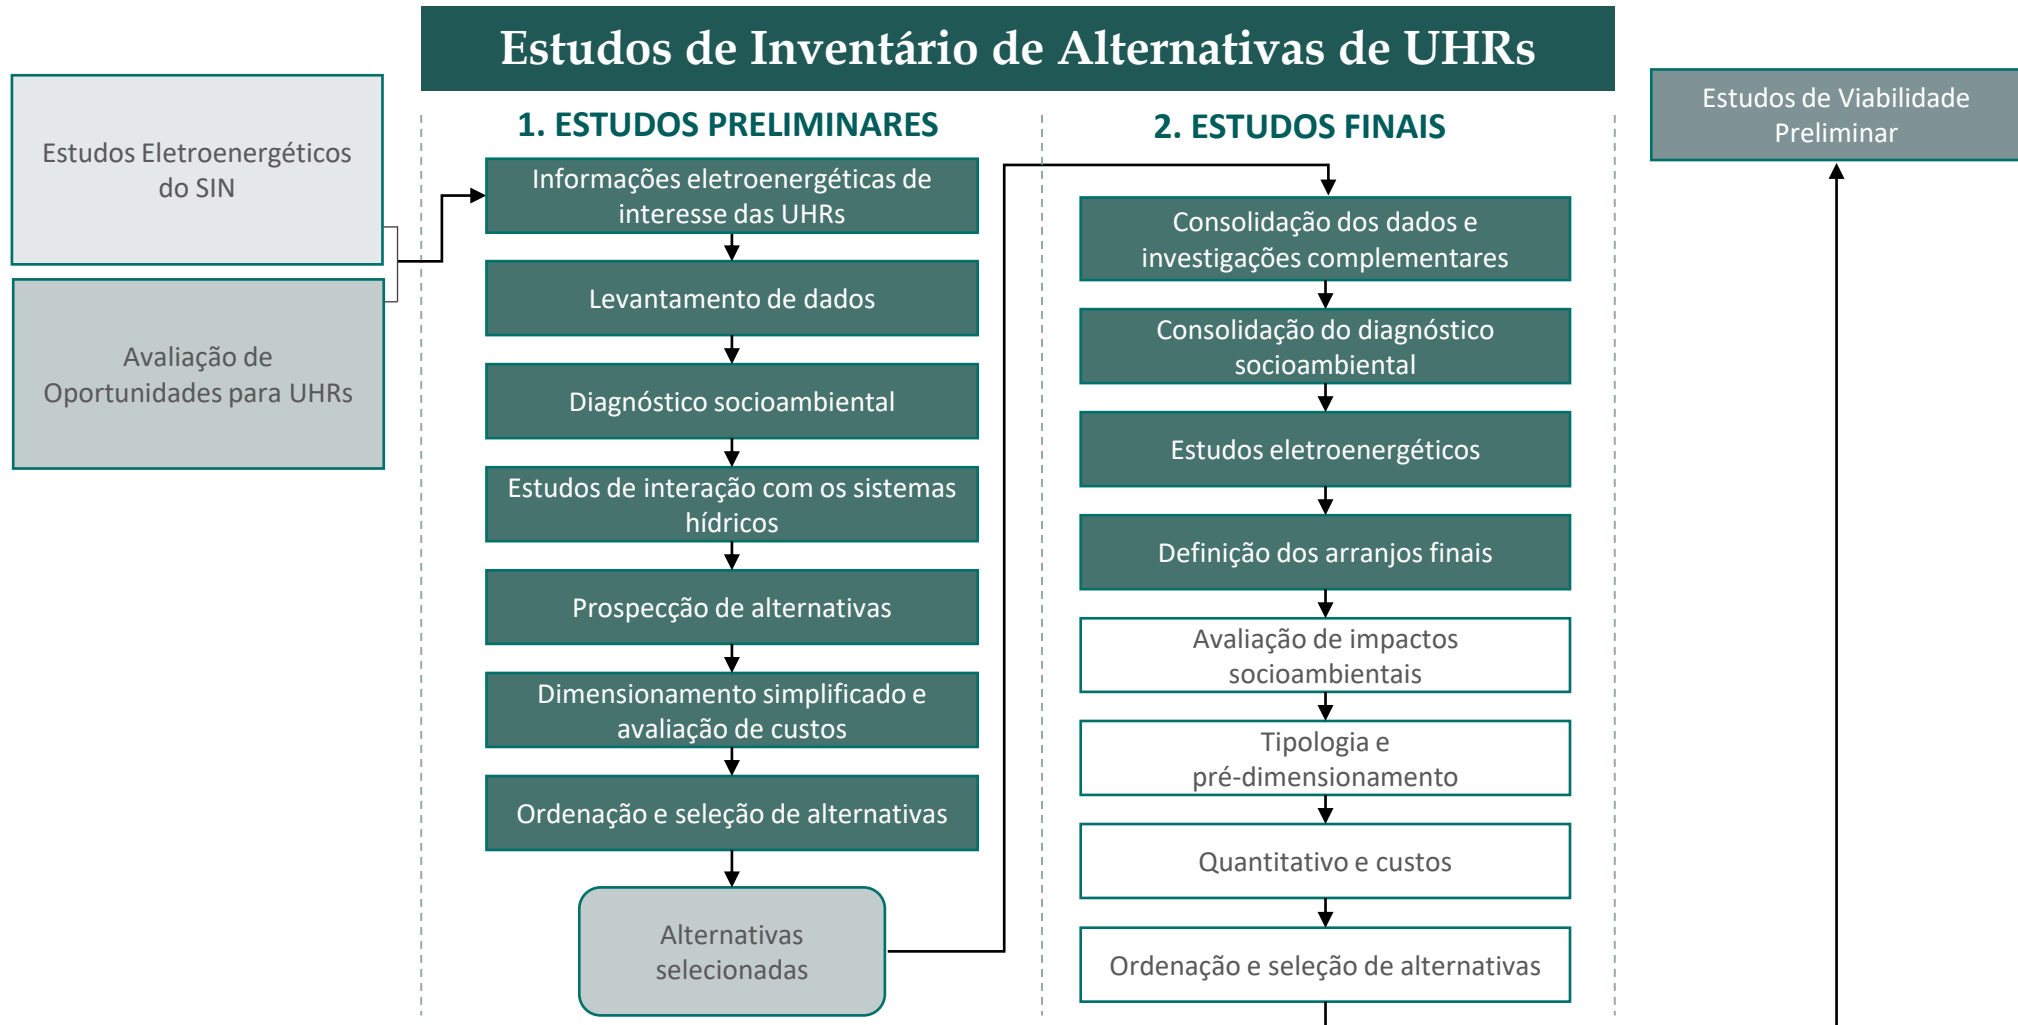 Estudos de Inventário de Alternativas de UHRs
Estudos Eletroenergéticos
do SIN
Avaliação de
Oportunidades para UHRs
1. ESTUDOS PRELIMINARES
Informações eletroenergéticas de
interesse das UHRs
Levantamento de dados
Diagnóstico socioambiental
Estudos de interação com os sistemas
hídricos
Prospecção de alternativas
Dimensionamento simplificado e
avaliação de custos
Ordenação e seleção de alternativas
Alternativas
selecionadas
2. ESTUDOS FINAIS
Consolidação dos dados e
investigações complementares
Consolidação do diagnóstico
socioambiental
Estudos eletroenergéticos
Definição dos arranjos finais
Avaliação de impactos
socioambientais
Tipologia e
pré-dimensionamento
Quantitativo e custos
Ordenação e seleção de alternativas
Estudos de Viabilidade
Preliminar